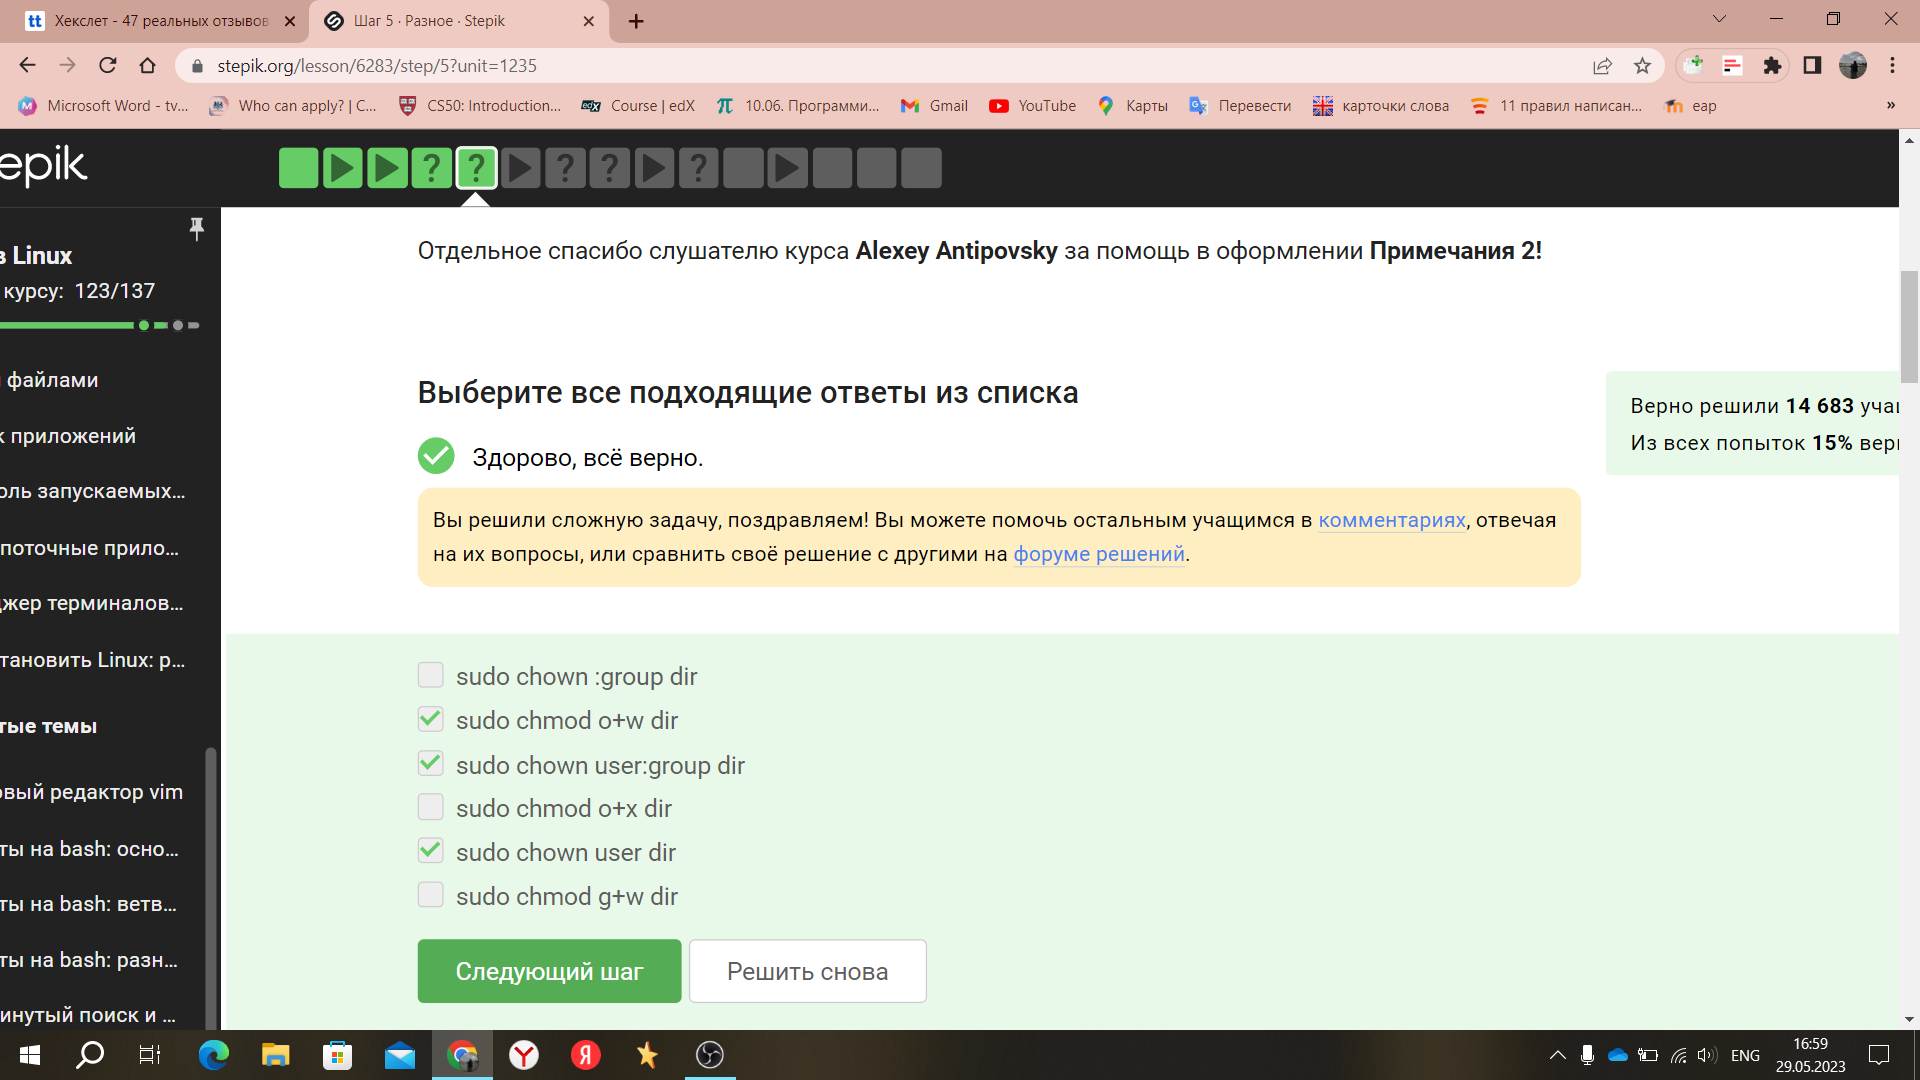 Хекслет - 47 реальных отзывов
Шаг 5 · Разное · Stepik
stepik.org/lesson/6283/step/5?unit=1235
Microsoft Word - tv...
Who can apply? | C...
CS50: Introduction...
edX
Course | edX
10.06. Программи...
Gmail
YouTube
Карты
Перевести
карточки слова
11 правил написан...
eap
»
epik
? ? ? ? ?
Отдельное спасибо слушателю курса Alexey Antipovsky за помощь в оформлении Примечания 2!
в Linux
курсу: 123/137
файлами
к приложений
оль запускаемых...
поточные прило...
жер терминалов...
тановить Linux: р...
тые темы
овый редактор vim
ты на bash: осно...
ты на bash: ветв...
ты на bash: разн...
инутый поиск и ...
Выберите все подходящие ответы из списка
Здорово, всё верно.
Верно решили 14 683 уча
Из всех попыток 15% вер
Вы решили сложную задачу, поздравляем! Вы можете помочь остальным учащимся в комментариях, отвечая
на их вопросы, или сравнить своё решение с другими на форуме решений.
sudo chown :group dir
sudo chmod o+w dir
sudo chown user:group dir
sudo chmod o+x dir
sudo chown user dir
sudo chmod g+w dir
Следующий шаг
Решить снова
ENG
16:59
29.05.2023